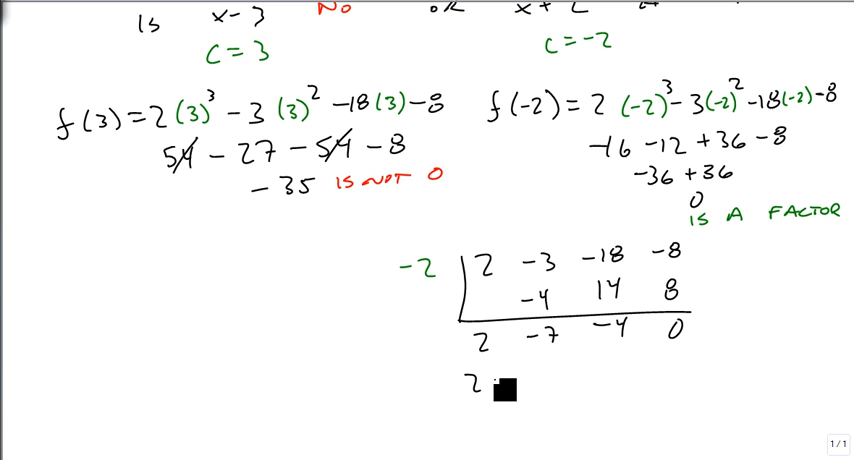 Is x - 3 No or x + 2
c = 3
c = -2
f(3) = 2(3)³ - 3(3)² - 18(3) - 8
54 - 27 - 54 - 8
- 35 IS NOT 0
f(-2) = 2(-2)³ - 3(-2)² - 18(-2) - 8
-16 - 12 + 36 - 8
-36 + 36
0
IS A FACTOR
-2 | 2 -3 -18 -8
-4 14 8
2 -7 -4 0
2
1/1